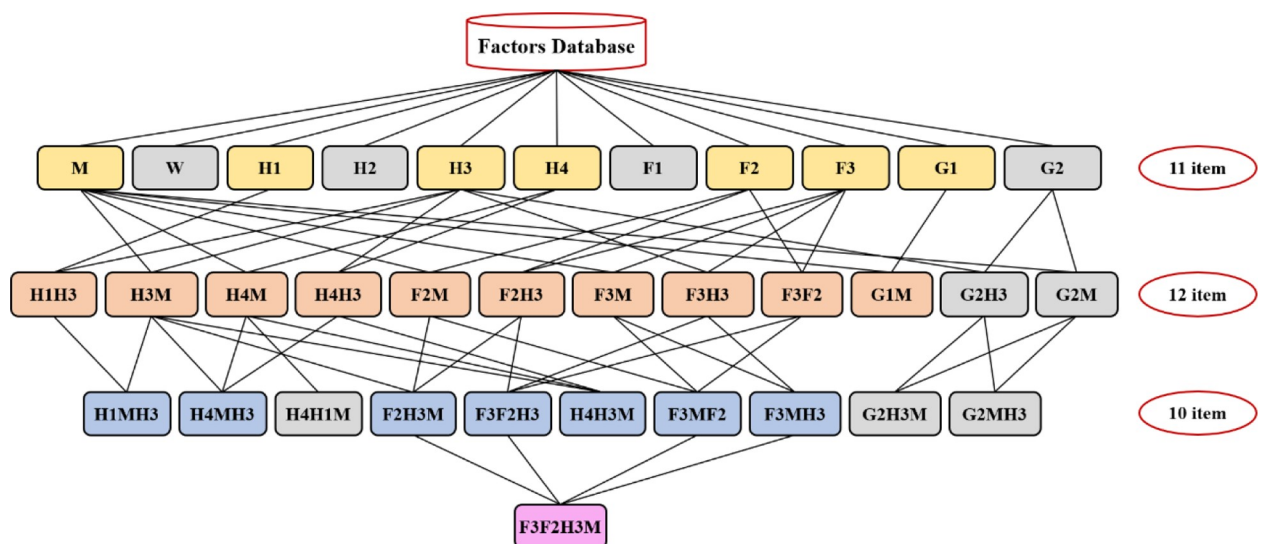 Factors Database
M W H1 H2 H3 H4 F1 F2 F3 G1 G2 11 item
H1H3 H3M H4M H4H3 F2M F2H3 F3M F3H3 F3F2 G1M G2H3 G2M 12 item
H1MH3 H4MH3 H4H1M F2H3M F3F2H3 H4H3M F3MF2 F3MH3 G2H3M G2MH3 10 item
F3F2H3M